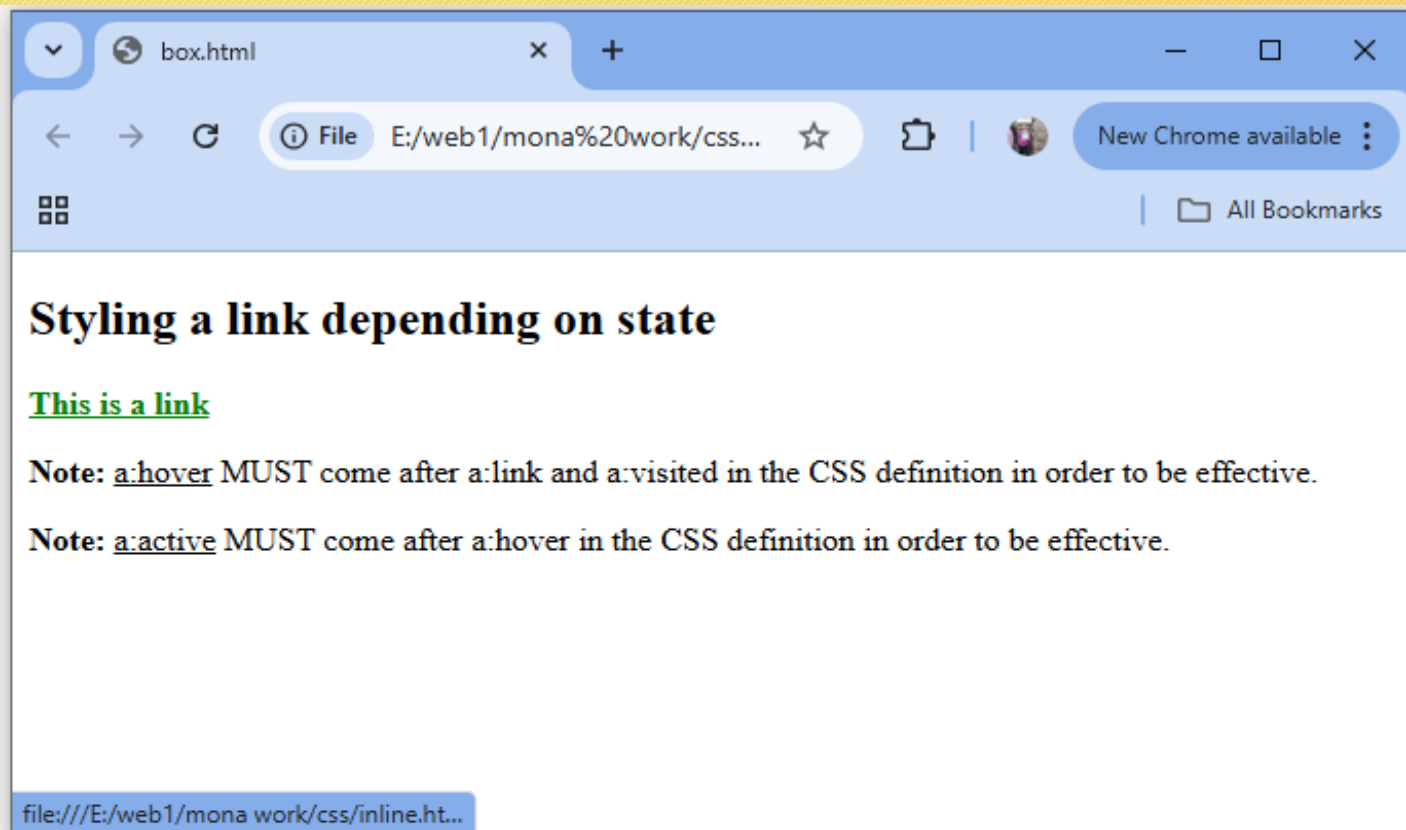 box.html
File E:/web1/mona%20work/css... New Chrome available
All Bookmarks
Styling a link depending on state
This is a link
Note: a:hover MUST come after a:link and a:visited in the CSS definition in order to be effective.
Note: a:active MUST come after a:hover in the CSS definition in order to be effective.
file:///E:/web1/mona work/css/inline.ht...